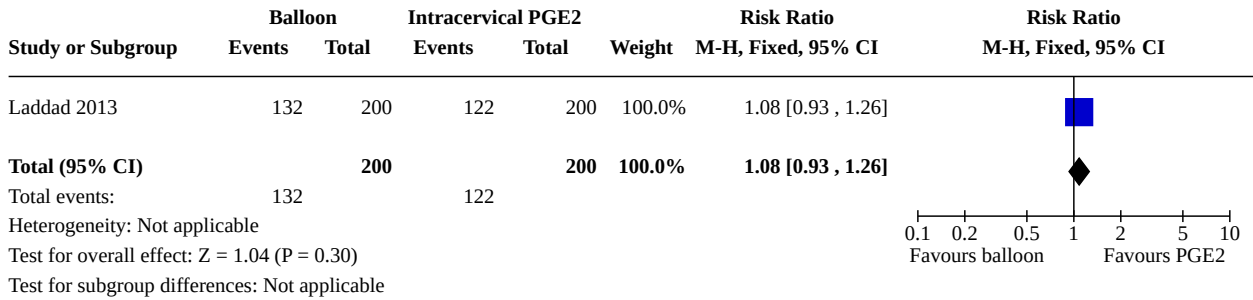 Balloon Intracervical PGE2 Risk Ratio Risk Ratio
Study or Subgroup Events Total Events Total Weight M-H, Fixed, 95% CI M-H, Fixed, 95% CI
Laddad 2013 132 200 122 200 100.0% 1.08 [0.93 , 1.26]
Total (95% CI) 200 200 100.0% 1.08 [0.93 , 1.26]
Total events: 132 122
Heterogeneity: Not applicable
0.1 0.2 0.5 1 2 5 10
Test for overall effect: Z = 1.04 (P = 0.30) Favours balloon Favours PGE2
Test for subgroup differences: Not applicable